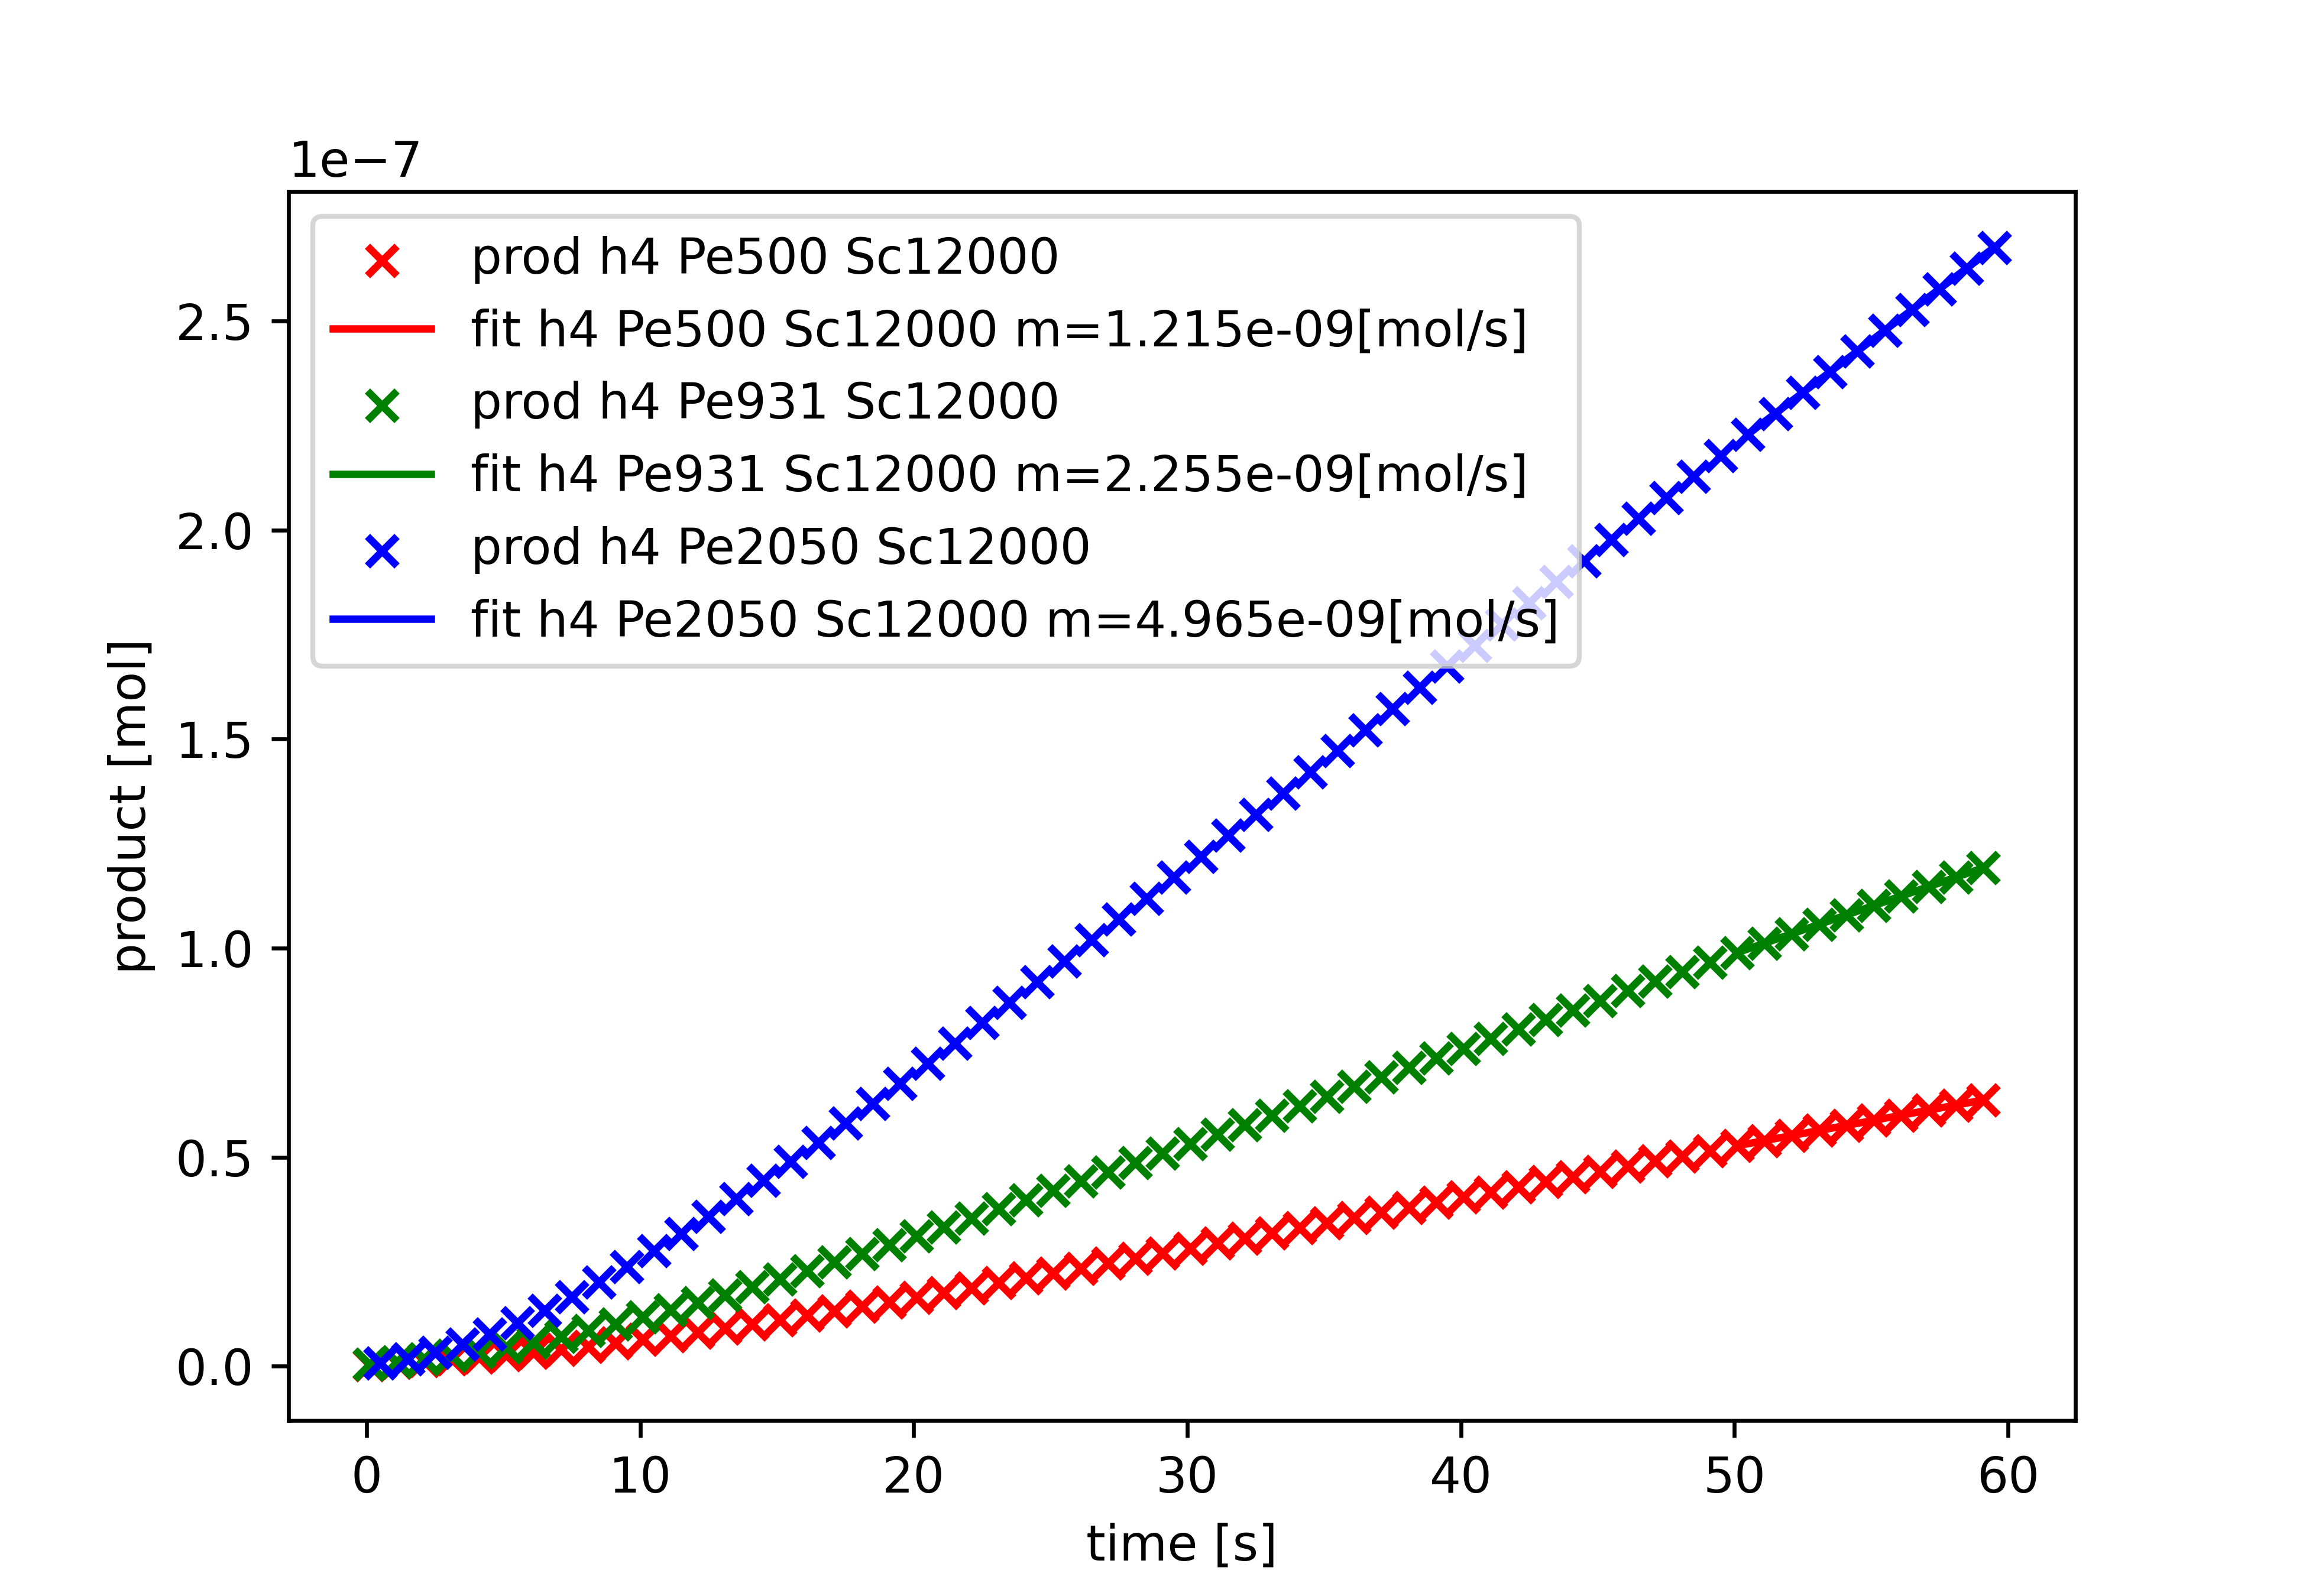 1e−7
prod h4 Pe500 Sc12000
fit h4 Pe500 Sc12000 m=1.215e-09[mol/s]
prod h4 Pe931 Sc12000
fit h4 Pe931 Sc12000 m=2.255e-09[mol/s]
prod h4 Pe2050 Sc12000
fit h4 Pe2050 Sc12000 m=4.965e-09[mol/s]
2.5
2.0
1.5
1.0
0.5
0.0
product [mol]
0 10 20 30 40 50 60
time [s]